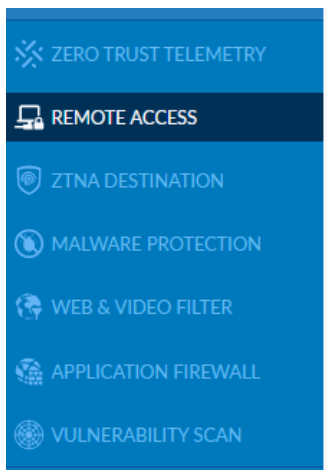 ZERO TRUST TELEMETRY
REMOTE ACCESS
ZTNA DESTINATION
MALWARE PROTECTION
WEB & VIDEO FILTER
APPLICATION FIREWALL
VULNERABILITY SCAN